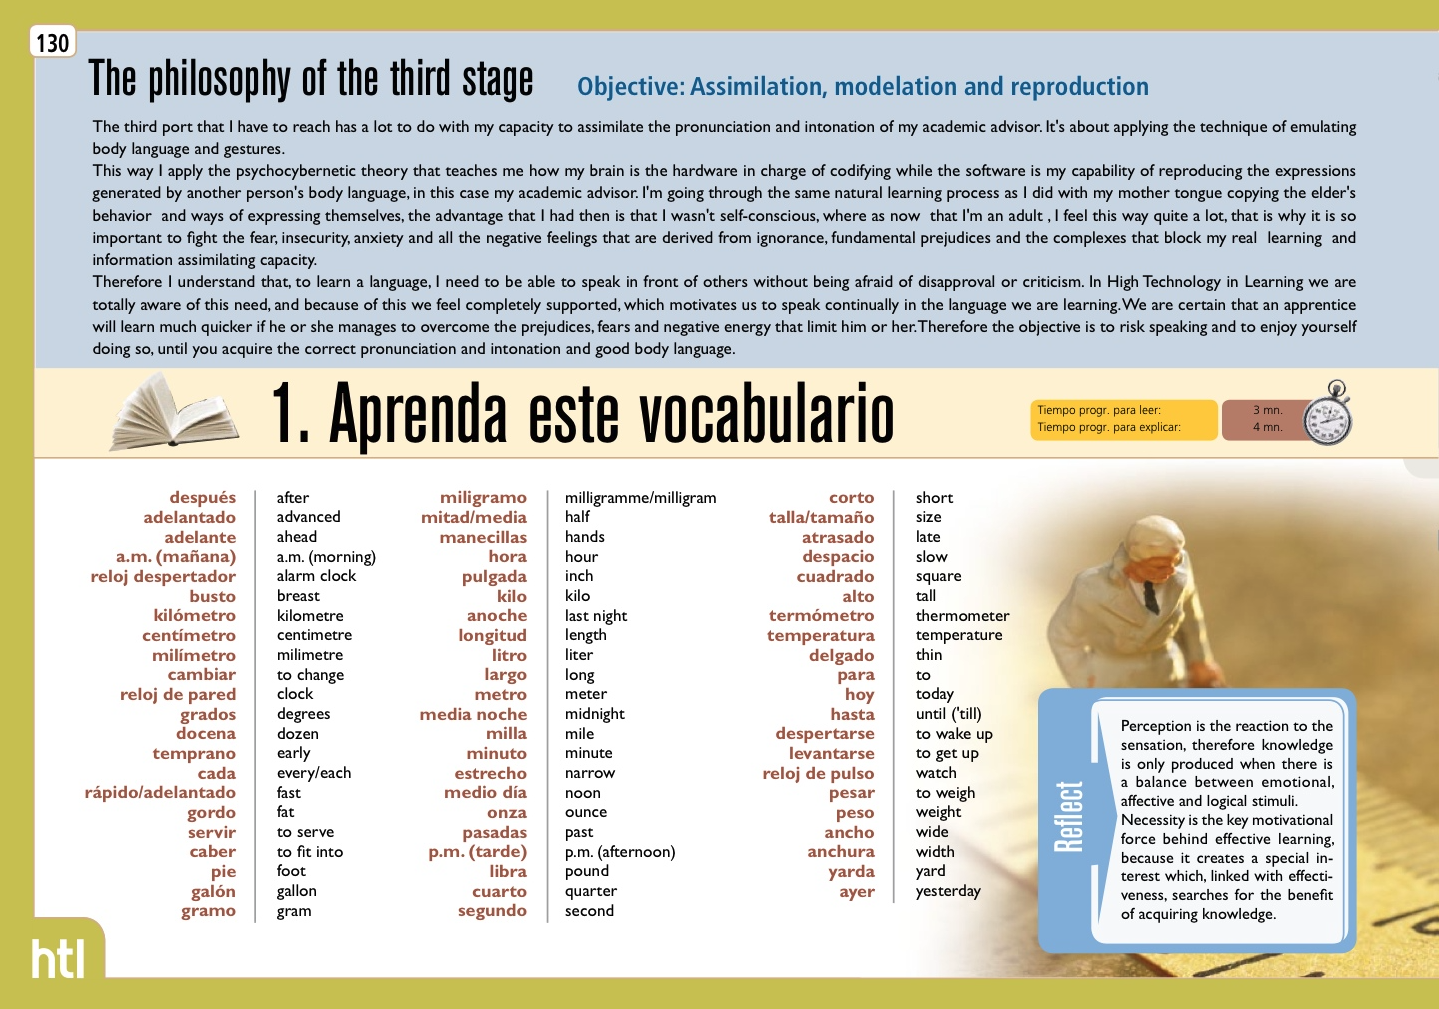 130
The philosophy of the third stage
Objective: Assimilation, modelation and reproduction
The third port that I have to reach has a lot to do with my capacity to assimilate the pronunciation and intonation of my academic advisor. It's about applying the technique of emulating
body language and gestures.
This way I apply the psychocybernetic theory that teaches me how my brain is the hardware in charge of codifying while the software is my capability of reproducing the expressions
generated by another person's body language, in this case my academic advisor. I'm going through the same natural learning process as I did with my mother tongue copying the elder's
behavior and ways of expressing themselves, the advantage that I had then is that I wasn't self-conscious, where as now that I'm an adult , I feel this way quite a lot, that is why it is so
important to fight the fear, insecurity, anxiety and all the negative feelings that are derived from ignorance, fundamental prejudices and the complexes that block my real learning and
information assimilating capacity.
Therefore I understand that, to learn a language, I need to be able to speak in front of others without being afraid of disapproval or criticism. In High Technology in Learning we are
totally aware of this need, and because of this we feel completely supported, which motivates us to speak continually in the language we are learning.We are certain that an apprentice
will learn much quicker if he or she manages to overcome the prejudices, fears and negative energy that limit him or her.Therefore the objective is to risk speaking and to enjoy yourself
doing so, until you acquire the correct pronunciation and intonation and good body language.
1. Aprenda este vocabulario
Tiempo progr. para leer: 3 mn.
Tiempo progr. para explicar: 4 mn.
después after
adelantado advanced
adelante ahead
a.m. (mañana) a.m. (morning)
reloj despertador alarm clock
busto breast
kilómetro kilometre
centímetro centimetre
milímetro milimetre
cambiar to change
reloj de pared clock
grados degrees
docena dozen
temprano early
cada every/each
rápido/adelantado fast
gordo fat
servir to serve
caber to fit into
pie foot
galón gallon
gramo gram
miligramo milligramme/milligram
mitad/media half
manecillas hands
hora hour
pulgada inch
kilo kilo
anoche last night
longitud length
litro liter
largo long
metro meter
media noche midnight
milla mile
minuto minute
estrecho narrow
medio día noon
onza ounce
pasadas past
p.m. (tarde) p.m. (afternoon)
libra pound
cuarto quarter
segundo second
corto short
talla/tamaño size
atrasado late
despacio slow
cuadrado square
alto tall
termómetro thermometer
temperatura temperature
delgado thin
para to
hoy today
hasta until ('till)
despertarse to wake up
levantarse to get up
reloj de pulso watch
pesar to weigh
peso weight
ancho wide
anchura width
yarda yard
ayer yesterday
Reflect
Perception is the reaction to the
sensation, therefore knowledge
is only produced when there is
a balance between emotional,
affective and logical stimuli.
Necessity is the key motivational
force behind effective learning,
because it creates a special in-
terest which, linked with effecti-
veness, searches for the benefit
of acquiring knowledge.
htl